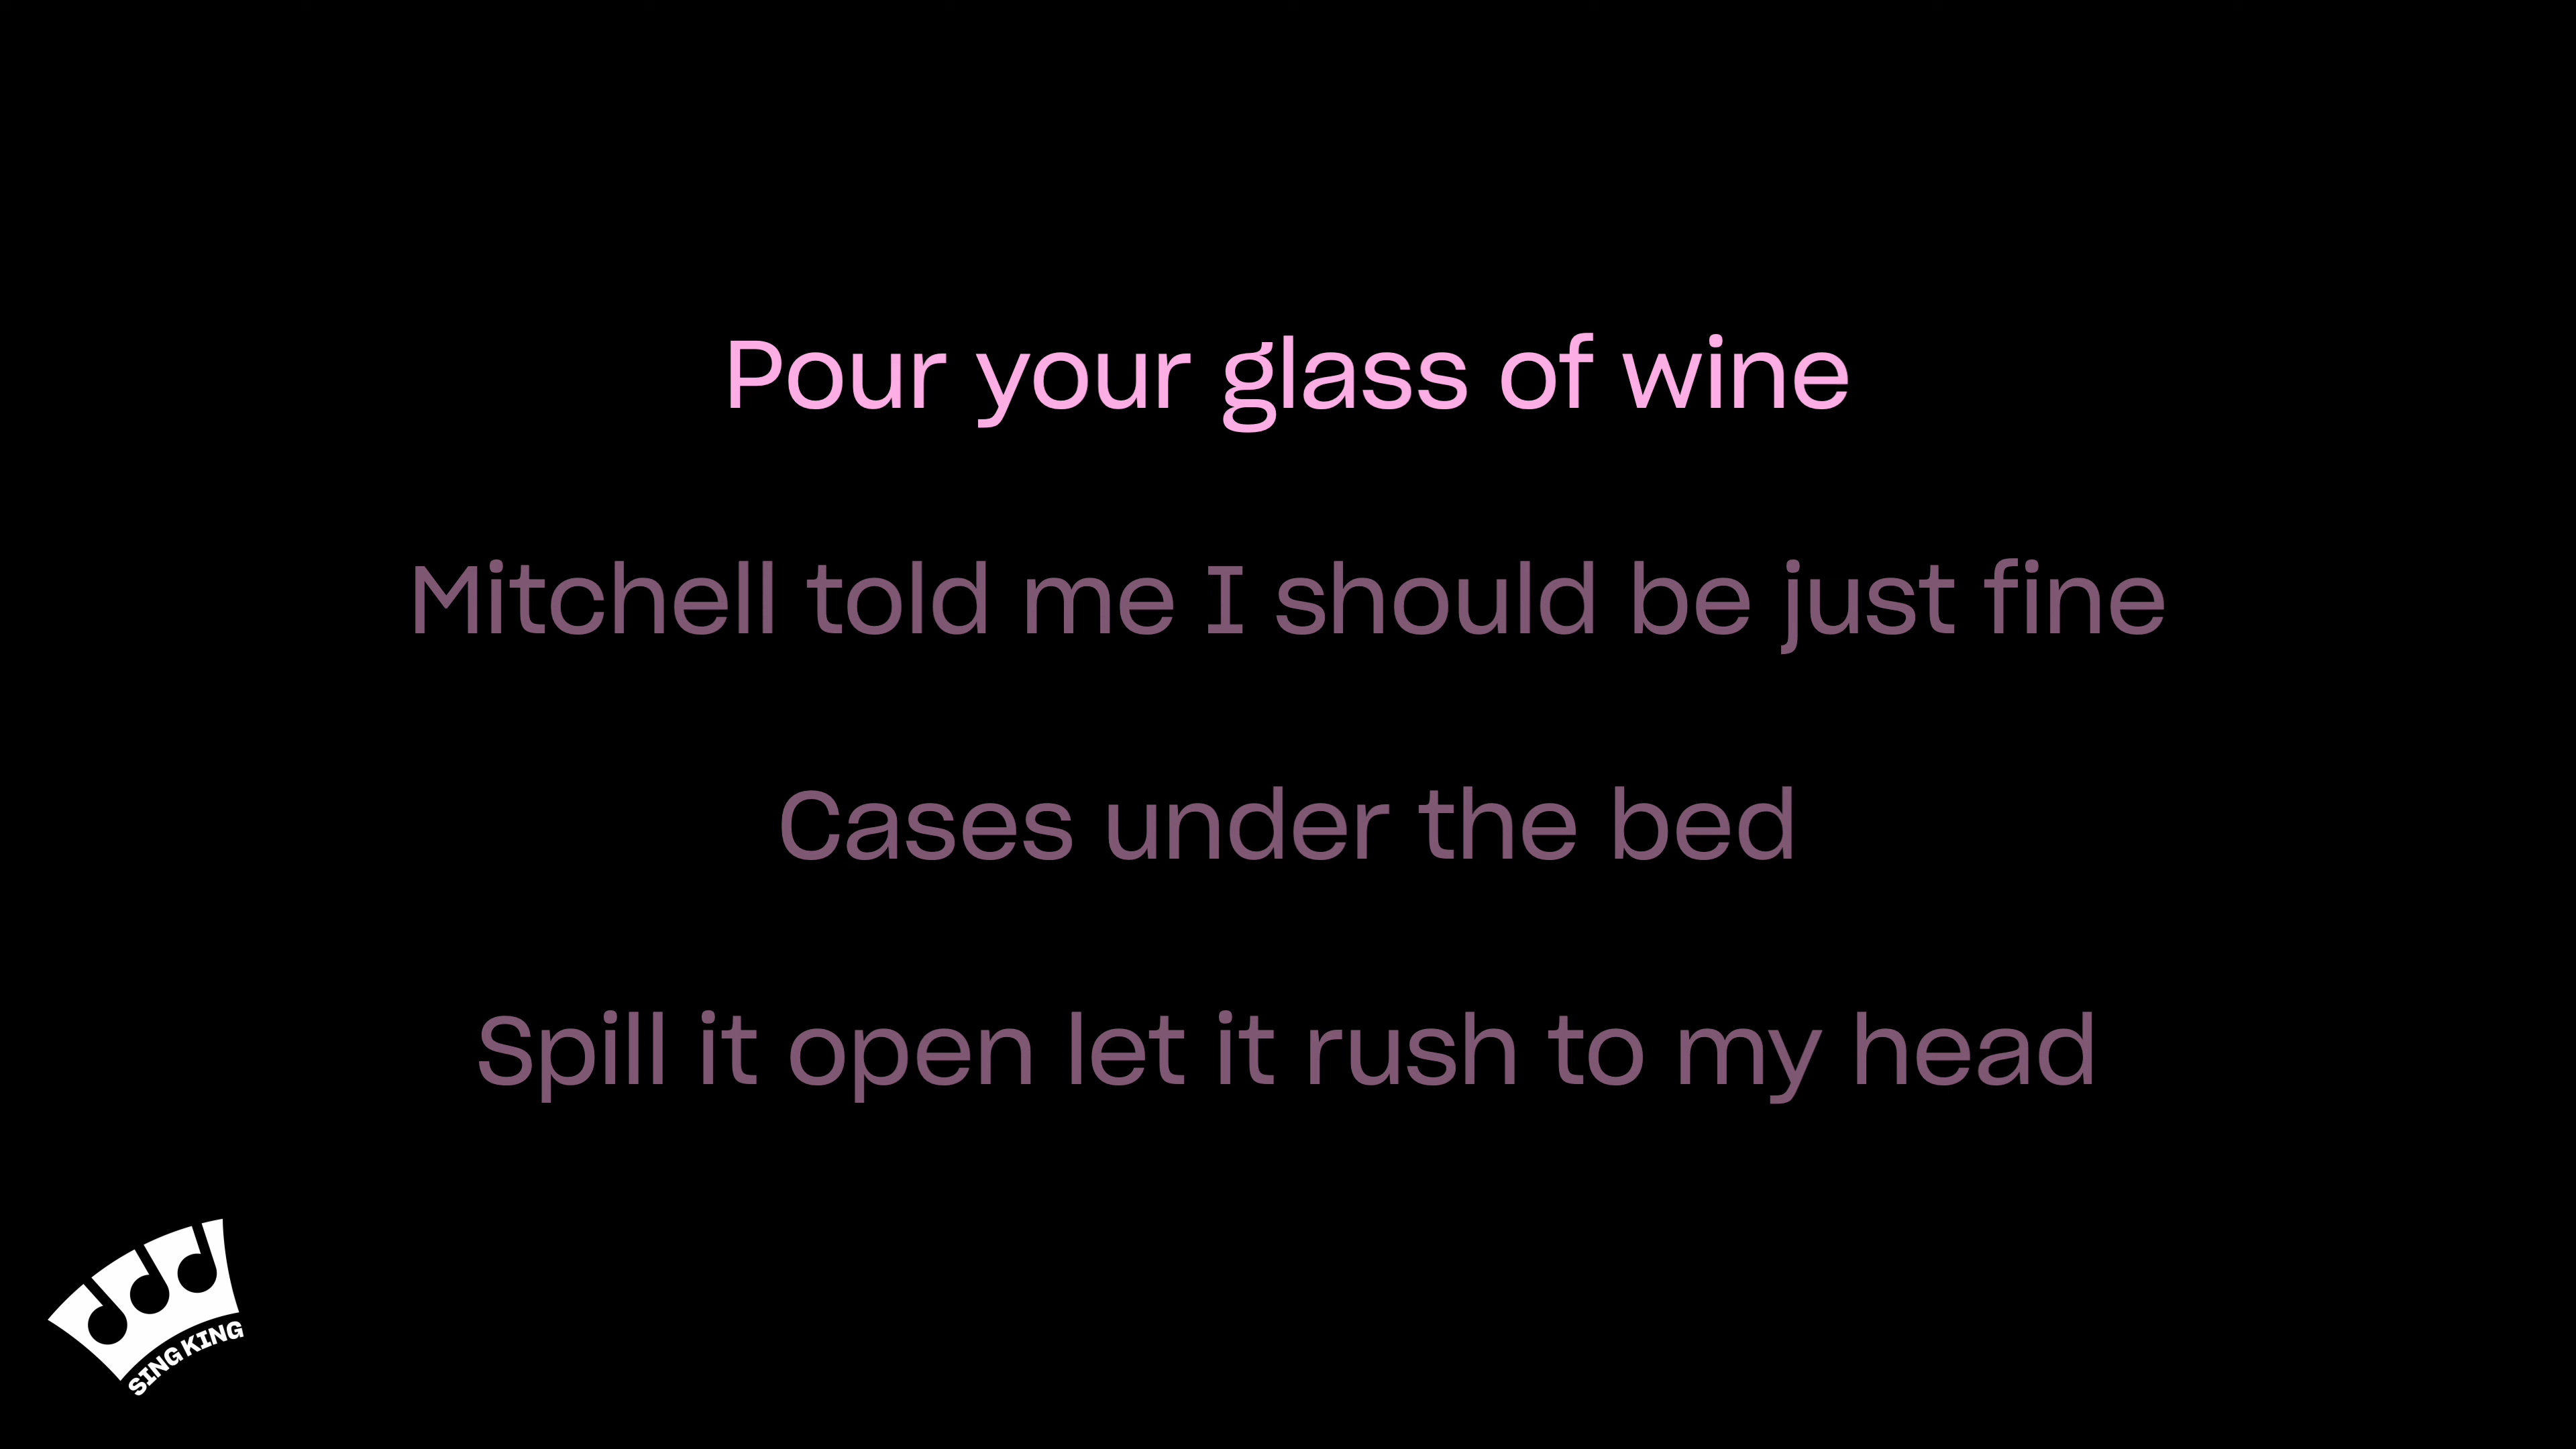 Pour your glass of wine
Mitchell told me I should be just fine
Cases under the bed
Spill it open let it rush to my head
SING KING